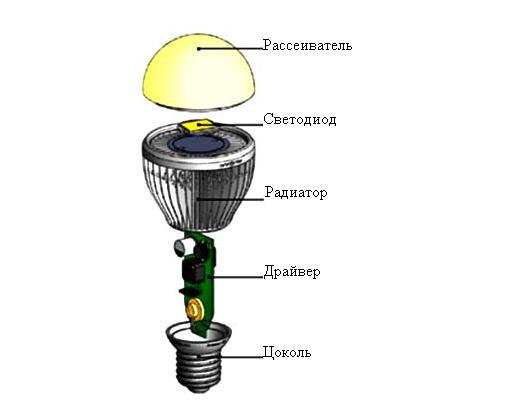 Рассеиватель
Светодиод
Радиатор
Драйвер
Цоколь